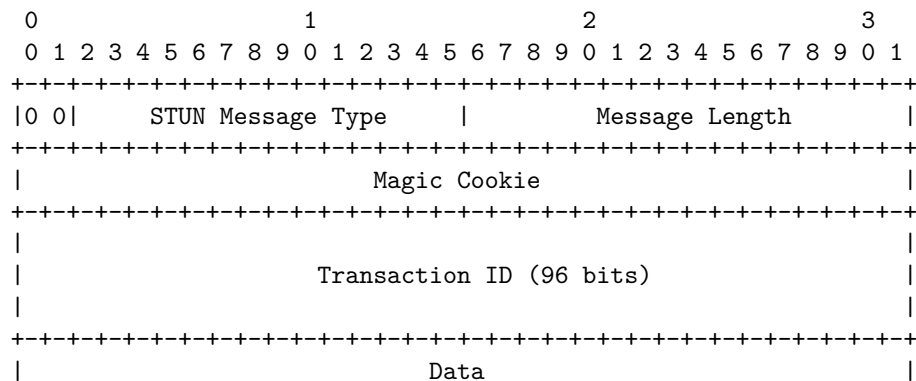 0                   1                   2                   3
0 1 2 3 4 5 6 7 8 9 0 1 2 3 4 5 6 7 8 9 0 1 2 3 4 5 6 7 8 9 0 1
+-+-+-+-+-+-+-+-+-+-+-+-+-+-+-+-+-+-+-+-+-+-+-+-+-+-+-+-+-+-+-+-+
|0 0|     STUN Message Type     |         Message Length        |
+-+-+-+-+-+-+-+-+-+-+-+-+-+-+-+-+-+-+-+-+-+-+-+-+-+-+-+-+-+-+-+-+
|                         Magic Cookie                          |
+-+-+-+-+-+-+-+-+-+-+-+-+-+-+-+-+-+-+-+-+-+-+-+-+-+-+-+-+-+-+-+-+
|                                                               |
|                     Transaction ID (96 bits)                  |
|                                                               |
+-+-+-+-+-+-+-+-+-+-+-+-+-+-+-+-+-+-+-+-+-+-+-+-+-+-+-+-+-+-+-+-+
|                             Data                              |